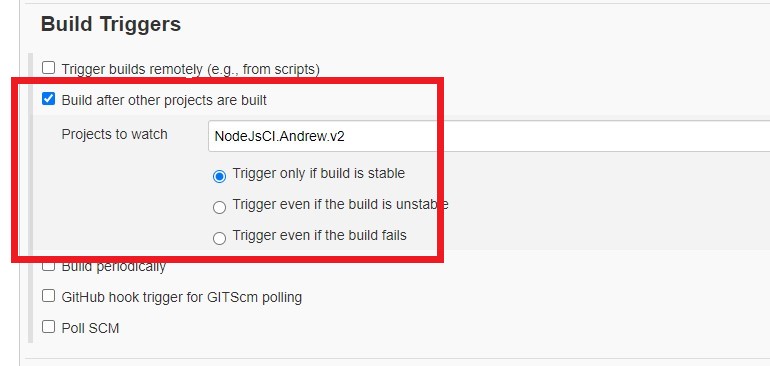 Build Triggers
Trigger builds remotely (e.g., from scripts)
Build after other projects are built
Projects to watch
NodeJsCI.Andrew.v2
Trigger only if build is stable
Trigger even if the build is unstable
Trigger even if the build fails
Build periodically
GitHub hook trigger for GITScm polling
Poll SCM